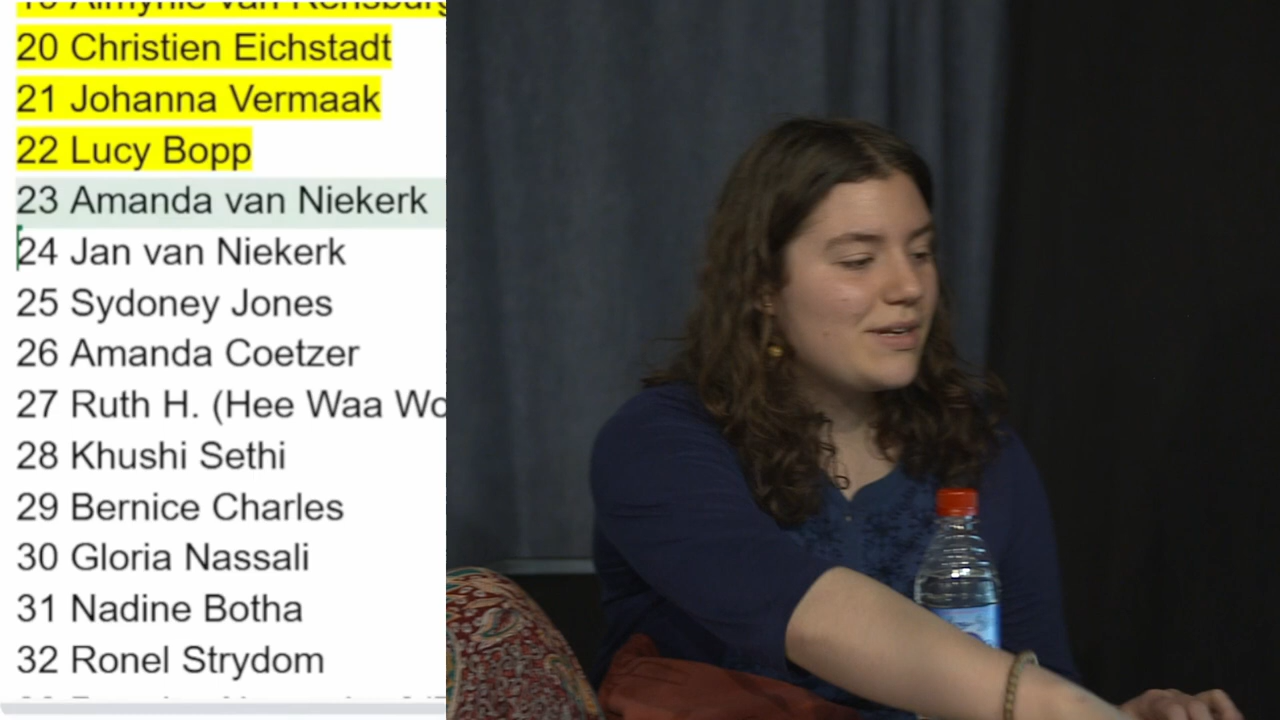 20 Christien Eichstadt
21 Johanna Vermaak
22 Lucy Bopp
23 Amanda van Niekerk
24 Jan van Niekerk
25 Sydoney Jones
26 Amanda Coetzer
27 Ruth H. (Hee Waa Wo
28 Khushi Sethi
29 Bernice Charles
30 Gloria Nassali
31 Nadine Botha
32 Ronel Strydom